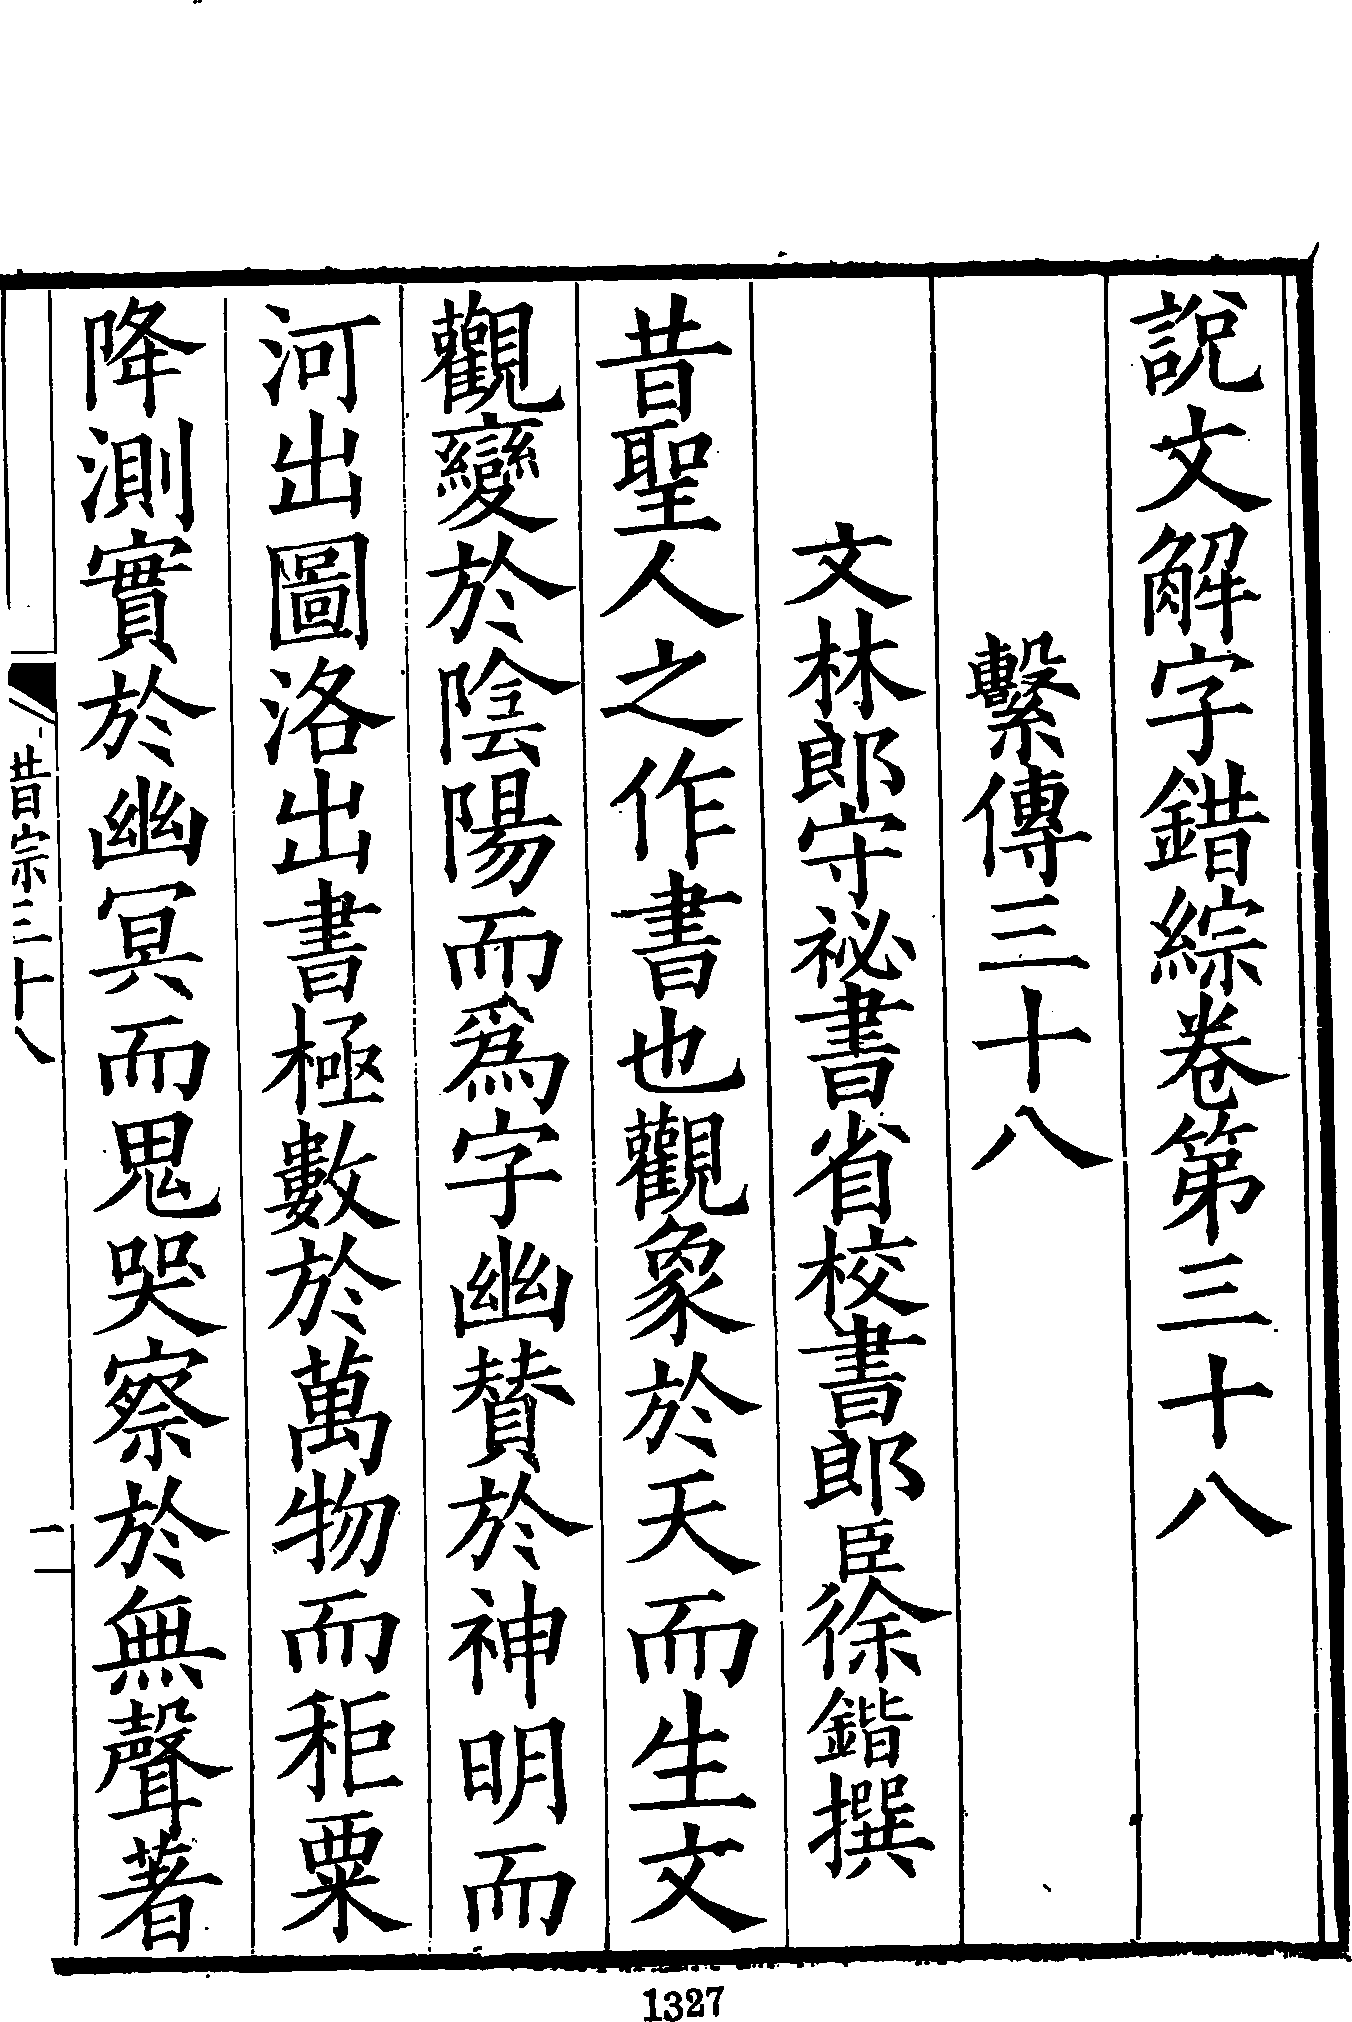 說文解字錯綜卷第三十八
繫傳三十八
文林郎守祕書省校書郎臣徐鍇撰
昔聖人之作書也觀象於天而生文
觀變於陰陽而爲字幽贊於神明而
河出圖洛出書極數於萬物而秬粟
降測實於幽冥而鬼哭察於無聲著
昔宗三十八
一
1327